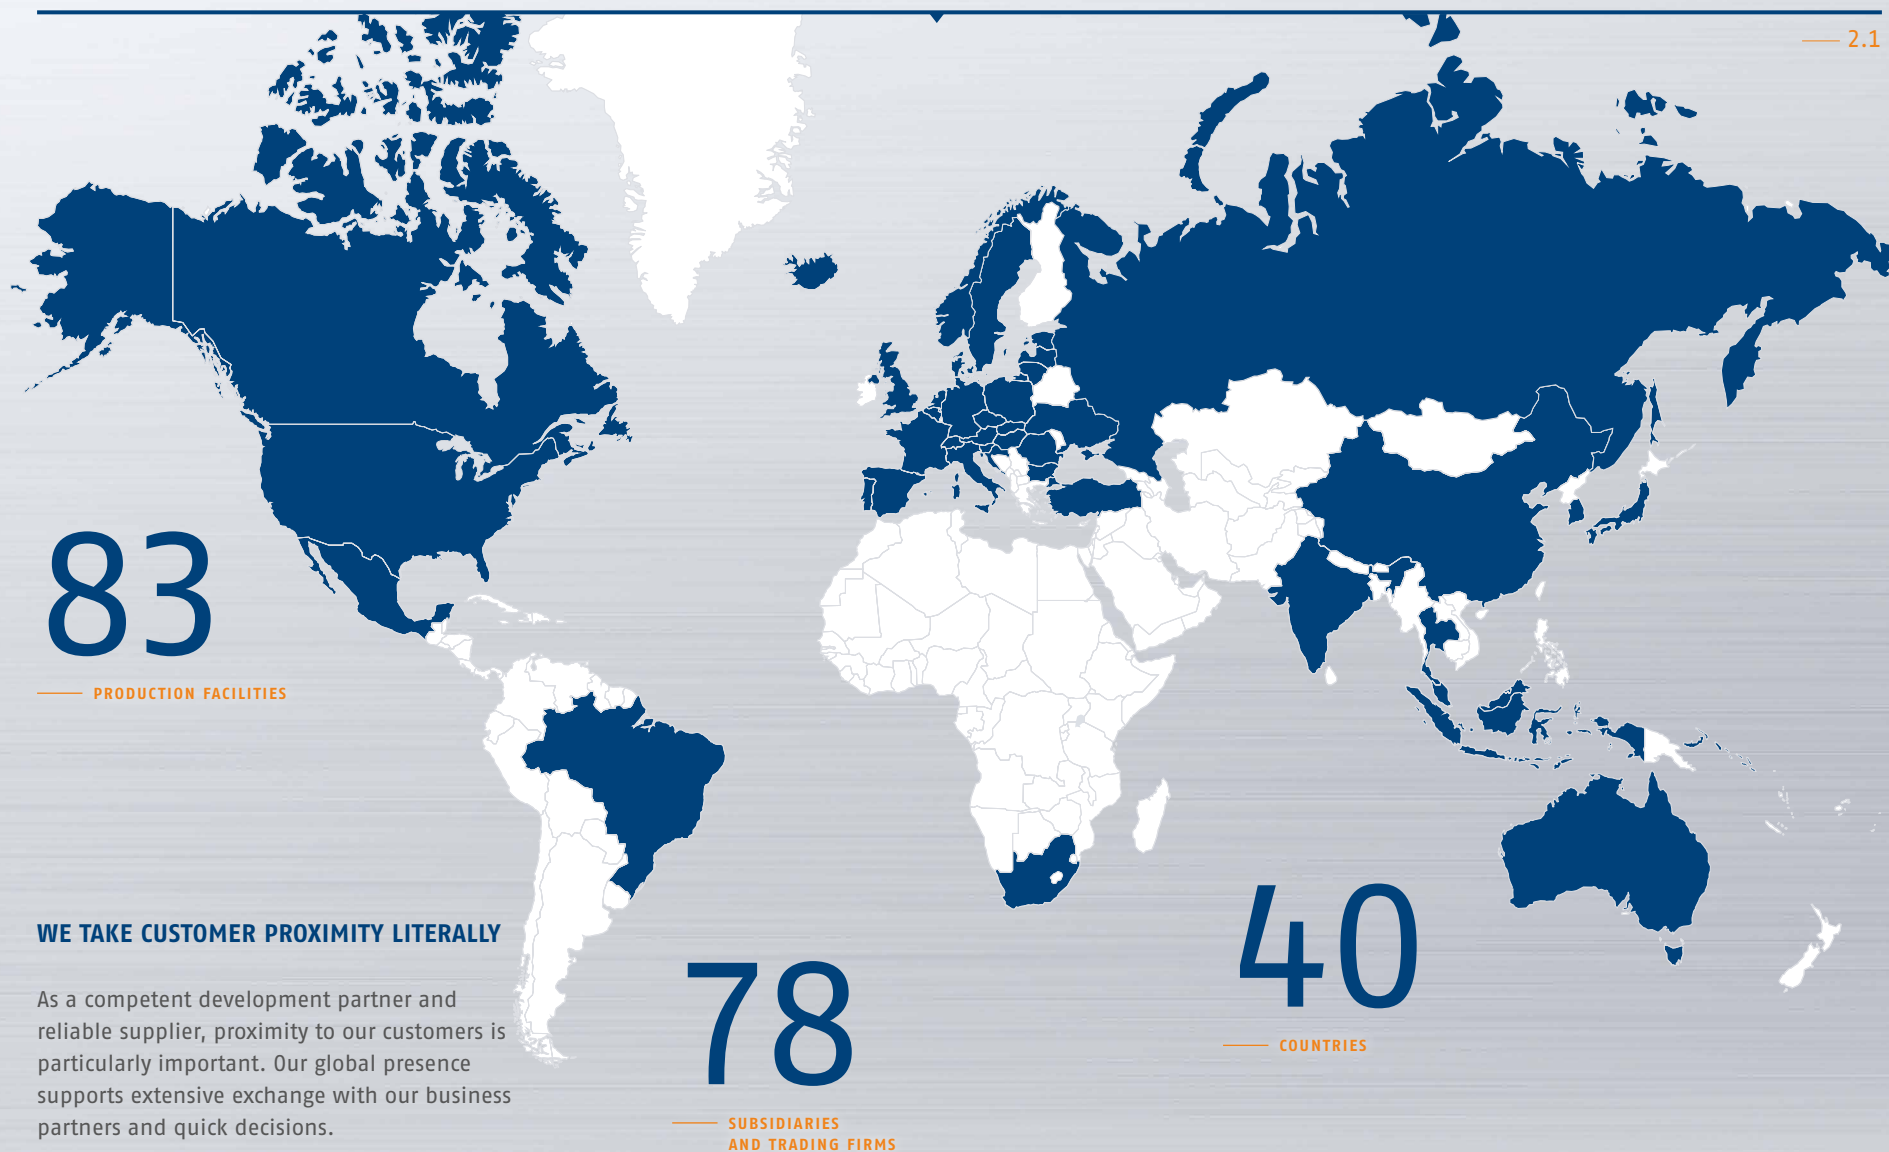 2.1
83
PRODUCTION FACILITIES
WE TAKE CUSTOMER PROXIMITY LITERALLY
As a competent development partner and
reliable supplier, proximity to our customers is
particularly important. Our global presence
supports extensive exchange with our business
partners and quick decisions.
78
SUBSIDIARIES
AND TRADING FIRMS
40
COUNTRIES